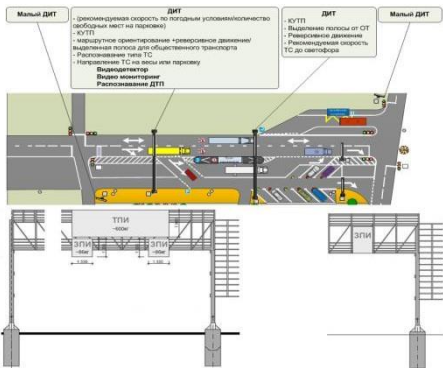 Малый ДИТ
ДИТ
- (рекомендуемая скорость по погодным условиям/количество
свободных мест на парковке)
- КУТП
- маршрутное ориентирование +реверсивное движение/
выделенная полоса для общественного транспорта
- Распознавание типа ТС
- Направление ТС на весы или парковку
Видеодетектор
Видео мониторинг
Распознавание ДТП
ДИТ
- КУТП
- Выделение полосы от ОТ
- Реверсивное движение
- Рекомендуемая скорость
ТС до светофора
Малый ДИТ
ТПИ
~600кг
ЗПИ
ЗПИ
ЗПИ